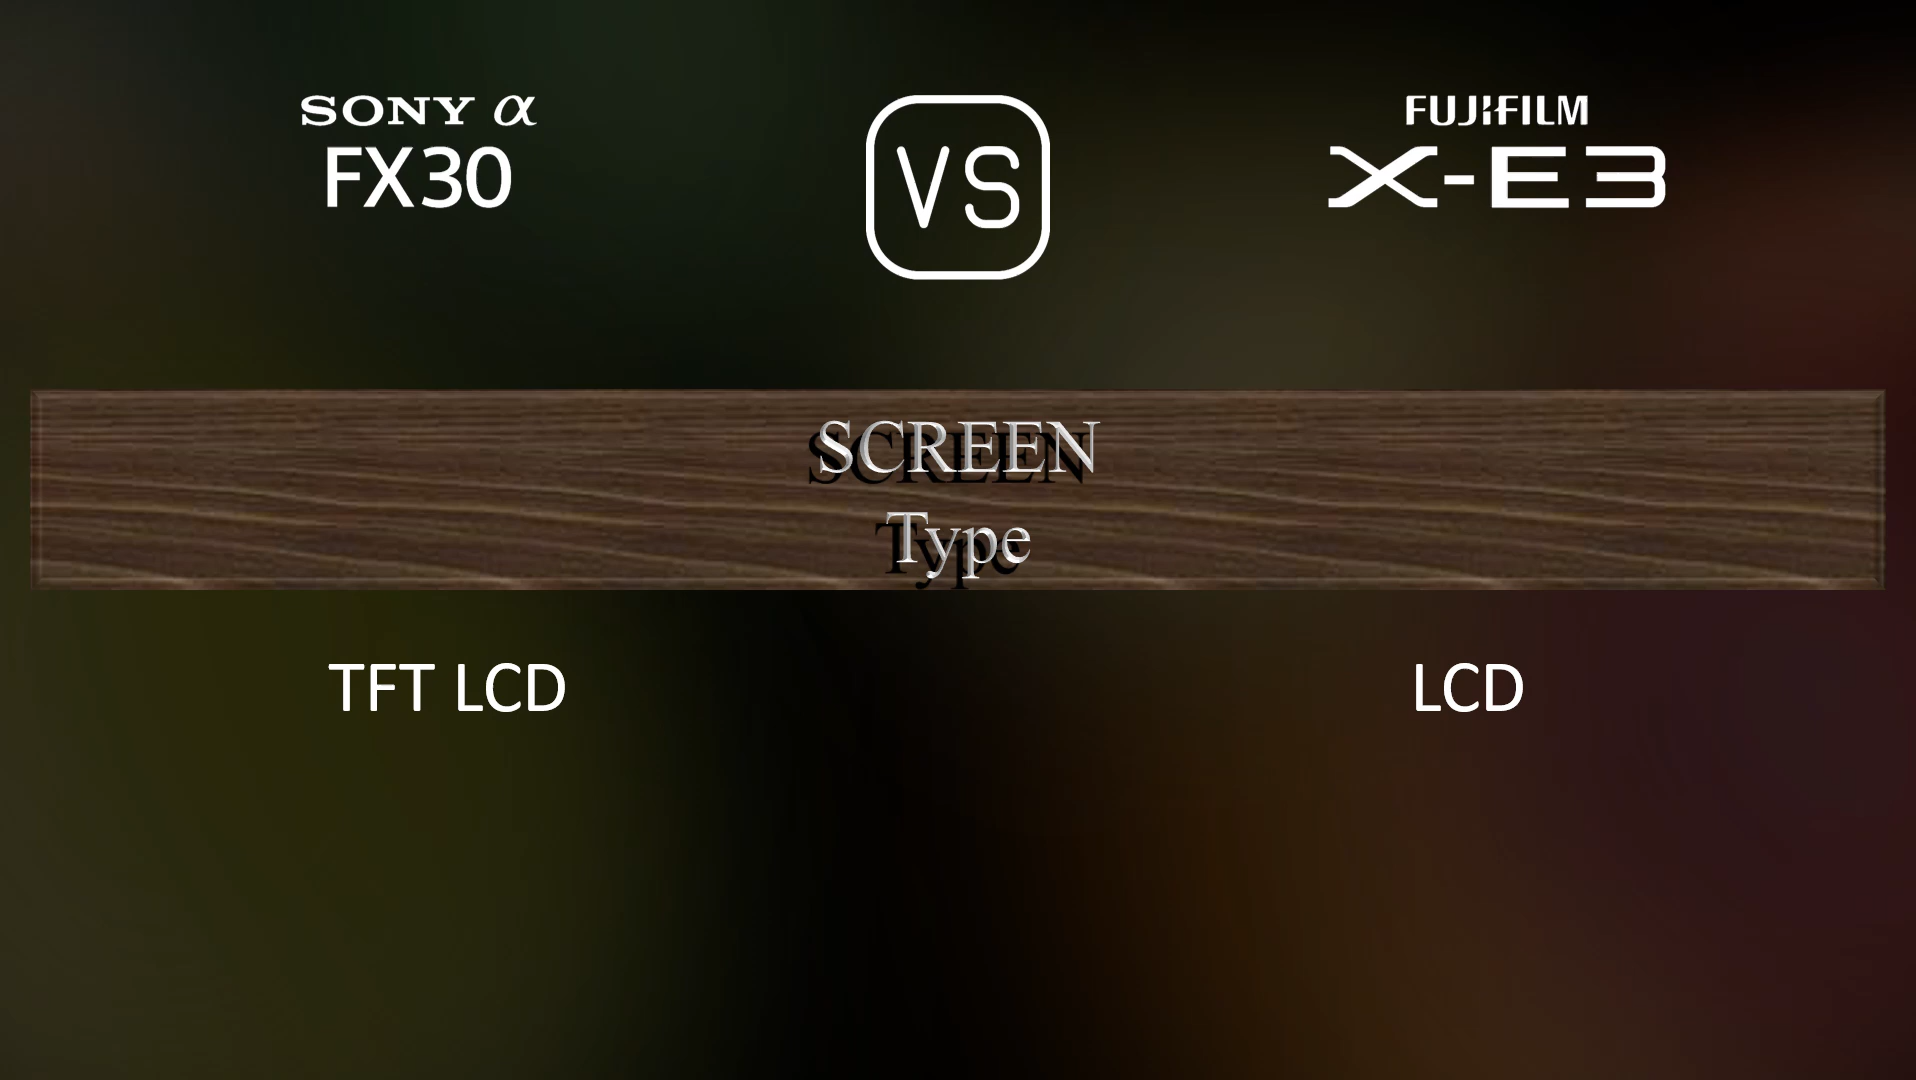 SONY α
FX30
VS
FUJIFILM
X-E3
SCREEN
Type
TFT LCD
LCD